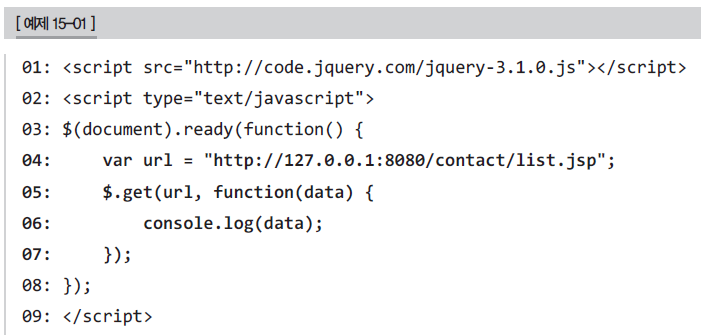 [ 예제 15-01 ]
01: <script src="http://code.jquery.com/jquery-3.1.0.js"></script>
02: <script type="text/javascript">
03: $(document).ready(function() {
04:     var url = "http://127.0.0.1:8080/contact/list.jsp";
05:     $.get(url, function(data) {
06:         console.log(data);
07:     });
08: });
09: </script>